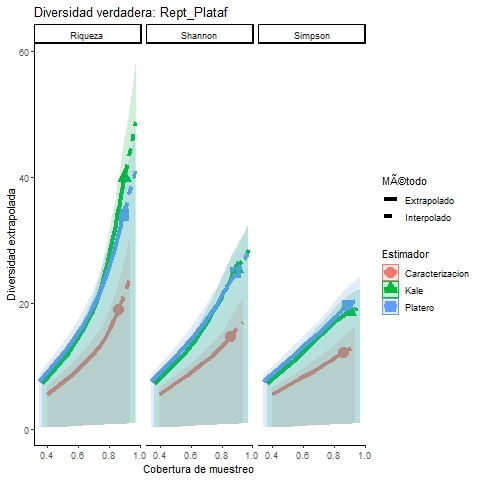 Diversidad verdadera: Rept_Plataf
Riqueza Shannon Simpson
60
40
20
0
Diversidad extrapolada
0.4 0.6 0.8 1.0 0.4 0.6 0.8 1.0 0.4 0.6 0.8 1.0
Cobertura de muestreo
MÃ©todo
Extrapolado
Interpolado
Estimador
Caracterizacion
Kale
Platero